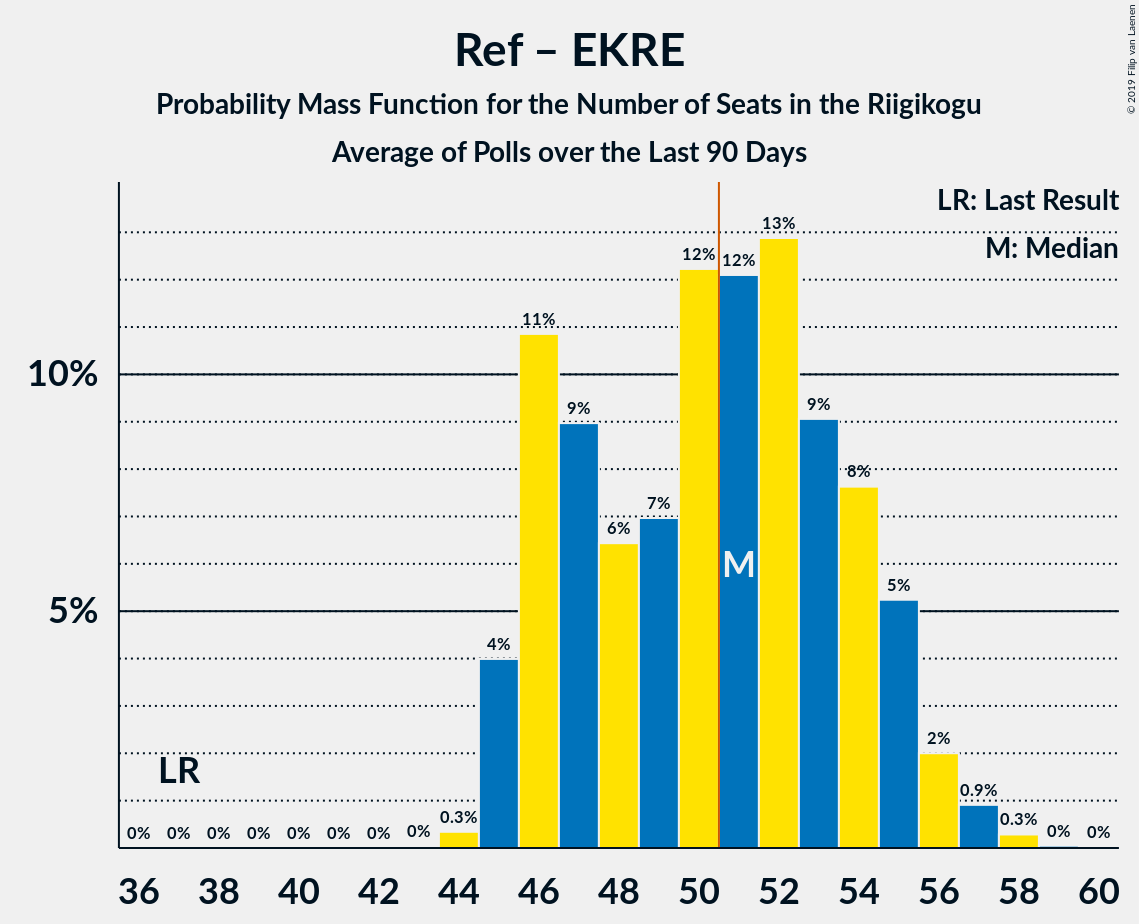 Ref – EKRE
Probability Mass Function for the Number of Seats in the Riigikogu
Average of Polls over the Last 90 Days
© 2019 Filip van Laenen
LR: Last Result
M: Median
10%
5%
0% 0% 0% 0% 0% 0% 0% 0% 0.3% 4% 11% 9% 6% 7% 12% 12% 13% 9% 8% 5% 2% 0.9% 0.3% 0% 0%
LR
M
36 38 40 42 44 46 48 50 52 54 56 58 60